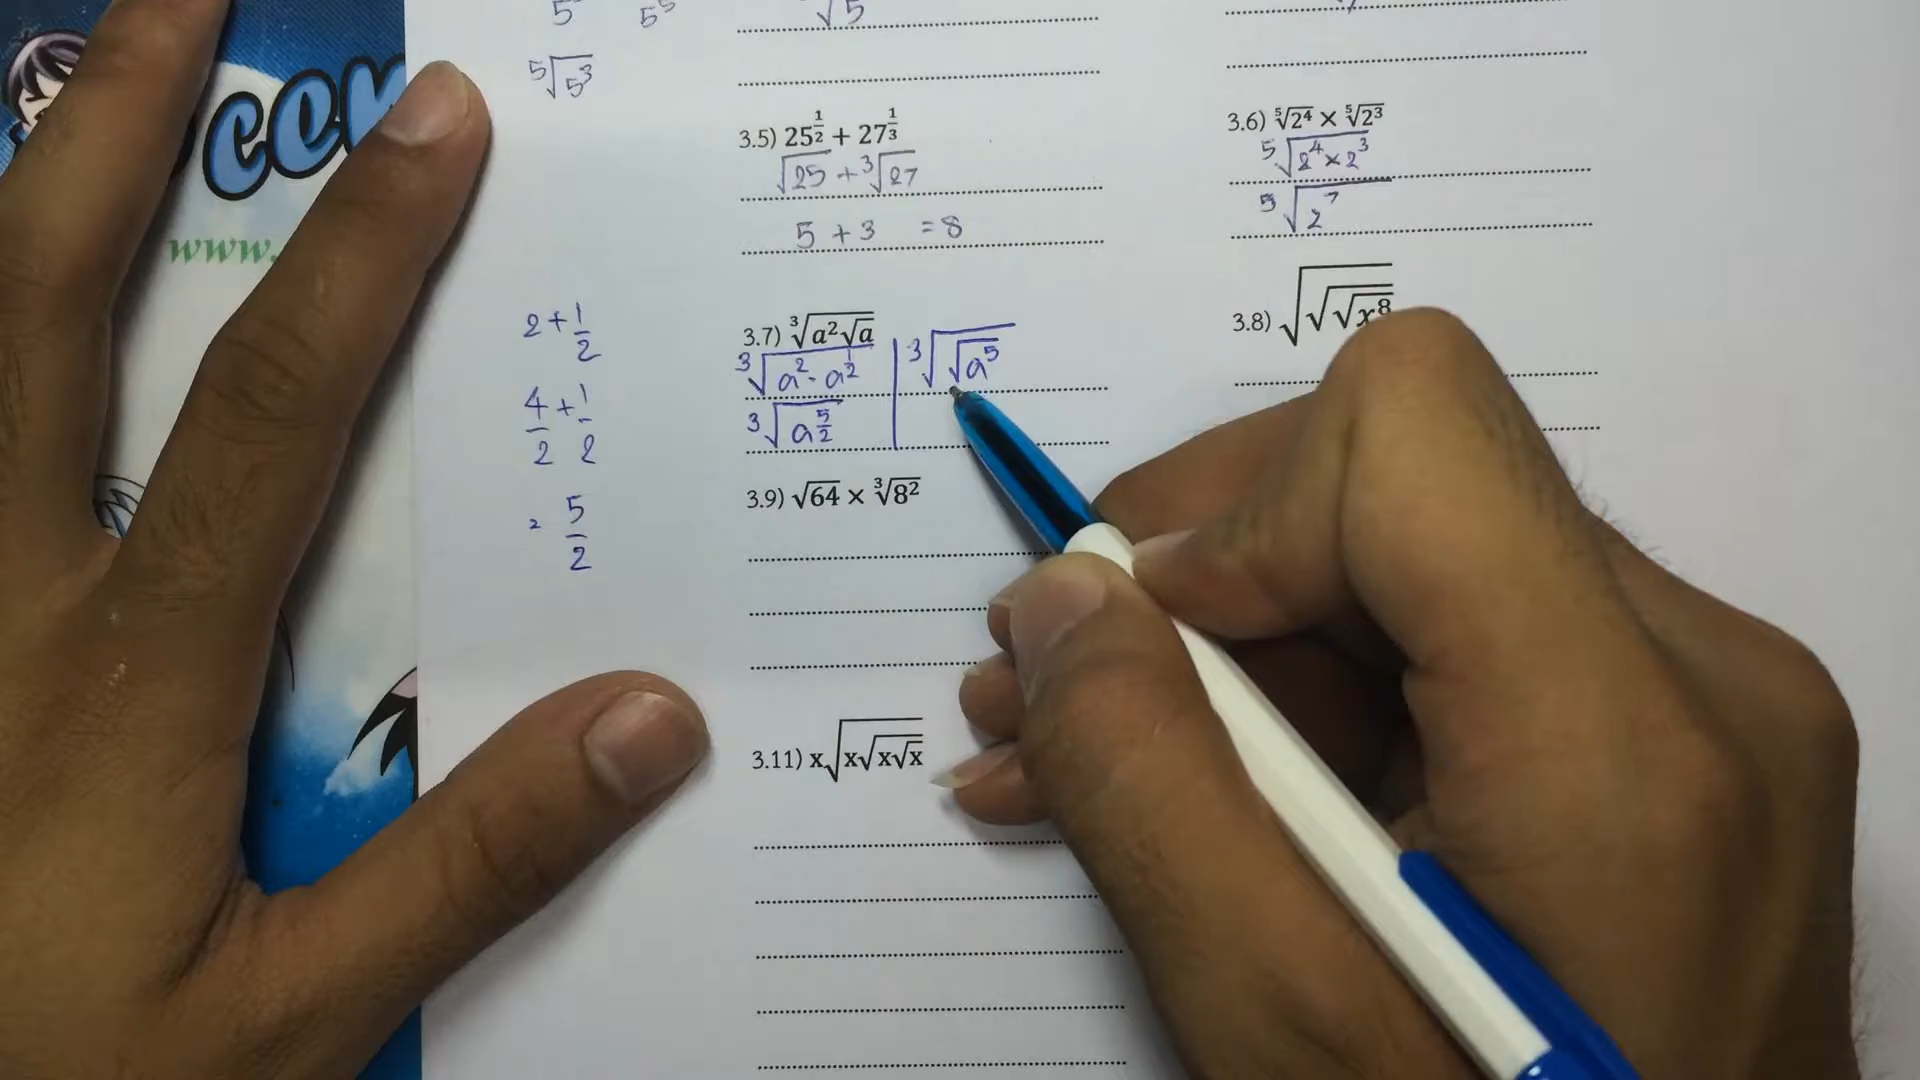 5
5⁵
√5
⁵√5³
3.5) 25^(1/2) + 27^(1/3)
√25 + ³√27
5 + 3 = 8
3.6) ⁵√2⁴ × ⁵√2³
⁵√2⁴ × 2³
⁵√2⁷
2 + 1/2
4/2 + 1/2
= 5/2
3.7) ³√(a²√a)
³√(a² · a^(1/2))
³√(a^(5/2))
³√(√a⁵)
3.8) √(√(√x⁸))
3.9) √64 × ³√8²
3.11) x√(x√(x√x))
cen
www.